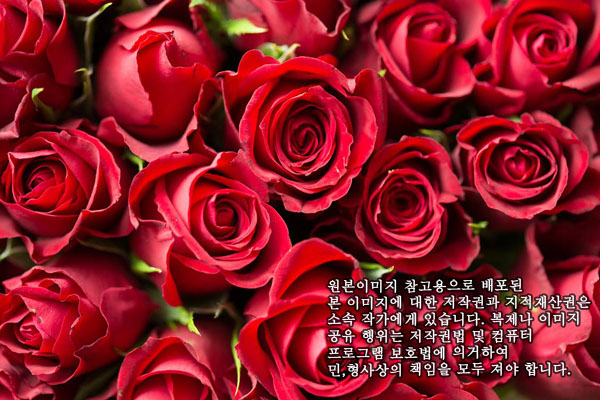 원본이미지 참고용으로 배포된
본 이미지에 대한 저작권과 지적재산권은
소속 작가에게 있습니다. 복제나 이미지
공유 행위는 저작권법 및 컴퓨터
프로그램 보호법에 의거하여
민,형사상의 책임을 모두 져야 합니다.